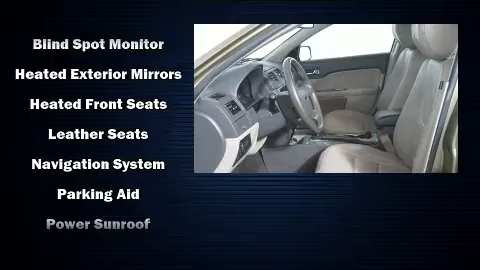 Blind Spot Monitor
Heated Exterior Mirrors
Heated Front Seats
Leather Seats
Navigation System
Parking Aid
Power Sunroof